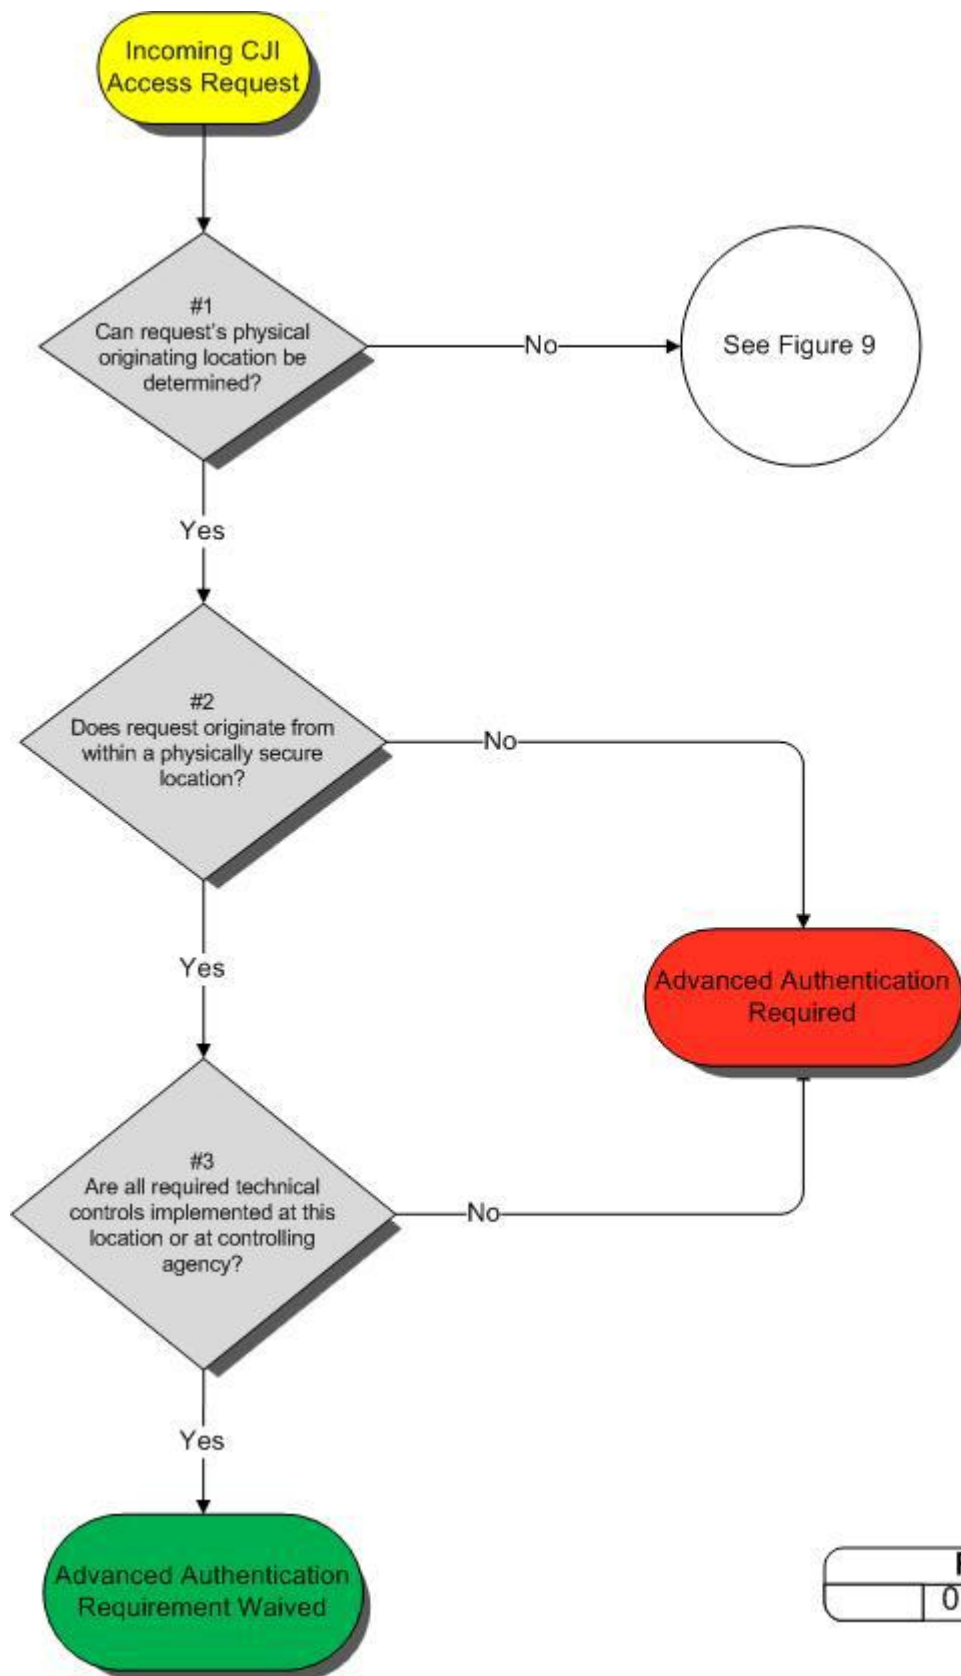 Incoming CJI
Access Request
#1
Can request's physical
originating location be
determined?
No
See Figure 9
Yes
#2
Does request originate from
within a physically secure
location?
No
Yes
Advanced Authentication
Required
#3
Are all required technical
controls implemented at this
location or at controlling
agency?
No
Yes
Advanced Authentication
Requirement Waived
0